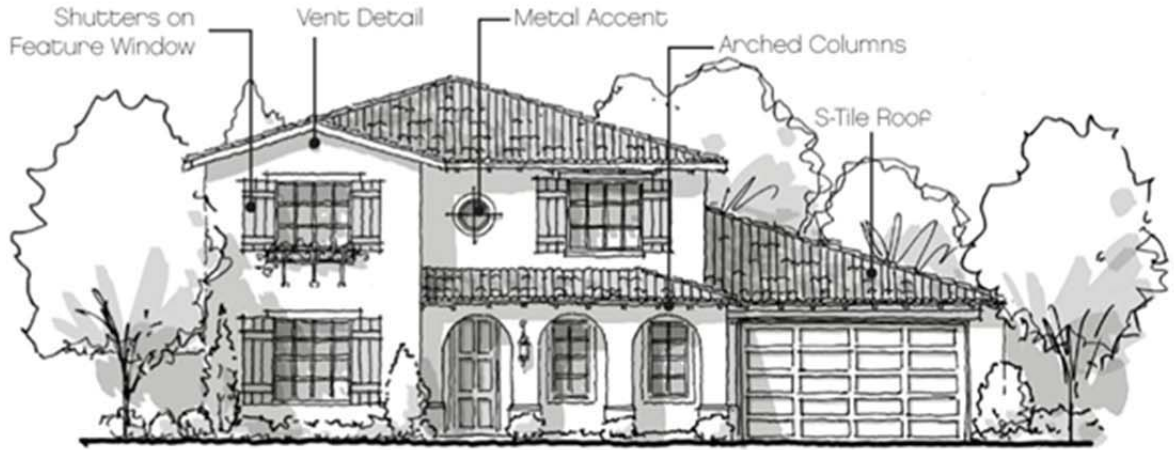 Shutters on
Feature Window
Vent Detail
Metal Accent
Arched Columns
S-Tile Roof